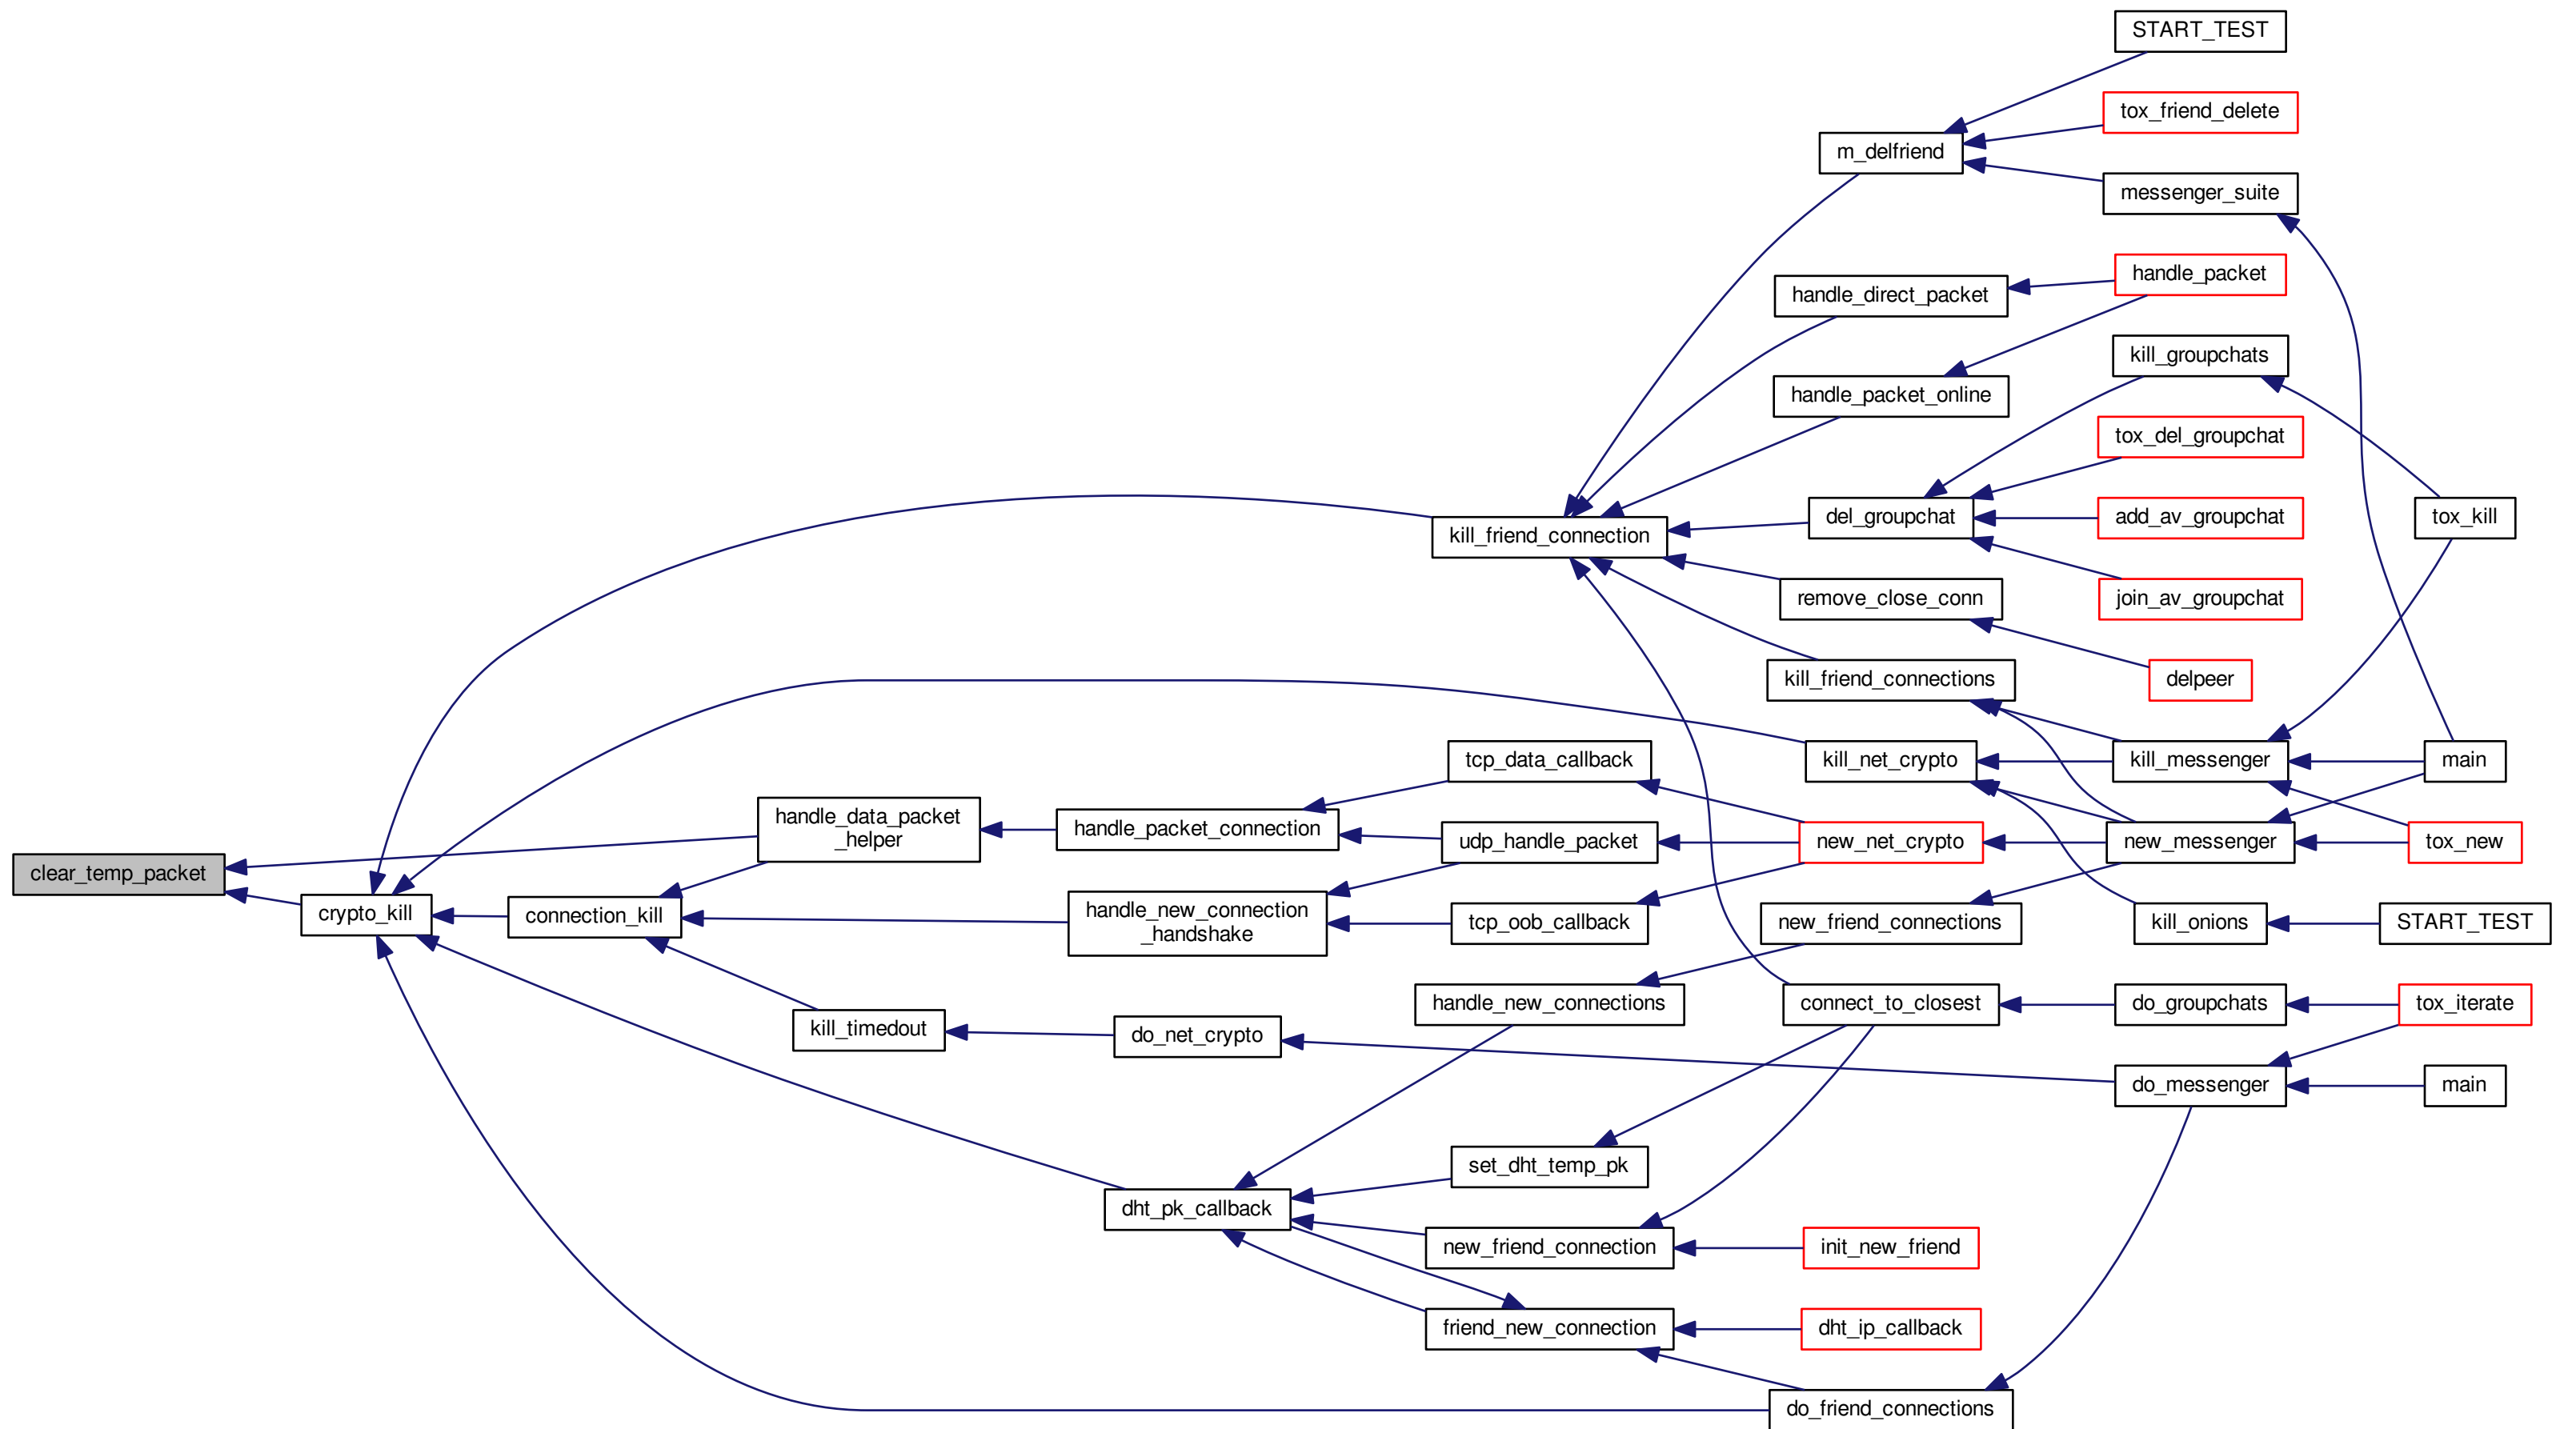 START_TEST
tox_friend_delete
m_delfriend
messenger_suite
handle_packet
handle_direct_packet
kill_groupchats
handle_packet_online
tox_del_groupchat
del_groupchat
add_av_groupchat
tox_kill
kill_friend_connection
remove_close_conn
join_av_groupchat
kill_friend_connections
delpeer
tcp_data_callback
kill_net_crypto
kill_messenger
main
handle_data_packet
_helper
handle_packet_connection
udp_handle_packet
new_net_crypto
new_messenger
tox_new
clear_temp_packet
crypto_kill
connection_kill
handle_new_connection
_handshake
tcp_oob_callback
new_friend_connections
kill_onions
START_TEST
handle_new_connections
connect_to_closest
do_groupchats
tox_iterate
kill_timedout
do_net_crypto
do_messenger
main
set_dht_temp_pk
dht_pk_callback
new_friend_connection
init_new_friend
friend_new_connection
dht_ip_callback
do_friend_connections